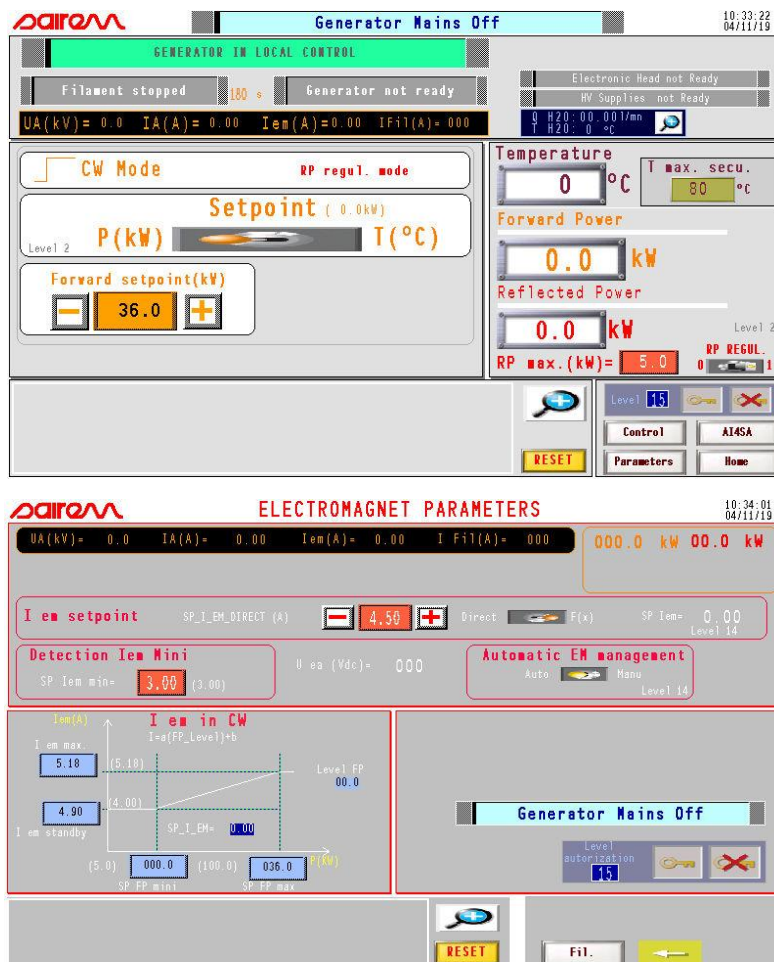 SAIREM
Generator Mains Off
10:33:22
04/11/19
GENERATOR IN LOCAL CONTROL
Filament stopped
180 s
Generator not ready
Electronic Head not Ready
HV Supplies not Ready
UA(kV)= 0.0 IA(A)= 0.00 Iem(A)=0.00 IFil(A)= 000
Q H2O: 00.00 l/mn
T H2O: 0 °C
CW Mode
RP regul. mode
Setpoint ( 0.0kW)
P(kW) T(°C)
Level 2
Forward setpoint(kW)
36.0
Temperature
0 °C
T max. secu.
80 °C
Forward Power
0.0 kW
Reflected Power
0.0 kW
Level 2
RP max.(kW)= 5.0
RP REGUL.
0 1
Level 15
Control
AI4SA
RESET
Parameters
Home
SAIREM
ELECTROMAGNET PARAMETERS
10:34:01
04/11/19
UA(kV)= 0.0 IA(A)= 0.00 Iem(A)= 0.00 I Fil(A)= 000
000.0 kW 00.0 kW
I em setpoint
SP_I_EM_DIRECT (A)
4.50
Direct F(x)
SP Iem= 0.00
Level 14
Detection Iem Mini
SP Iem min= 3.00 (3.00)
U ea (Vdc)= 000
Automatic EM management
Auto Manu
Level 14
Iem(A)
I em in CW
I=a(FP_Level)+b
I em max.
5.18 (5.18)
Level FP
00.0
4.90 (4.00)
I em standby
SP_I_EM= 0.00
(5.0) 000.0 (100.0) 036.0 P(kW)
SP FP mini SP FP max
Generator Mains Off
Level
autorization
15
RESET
Fil.